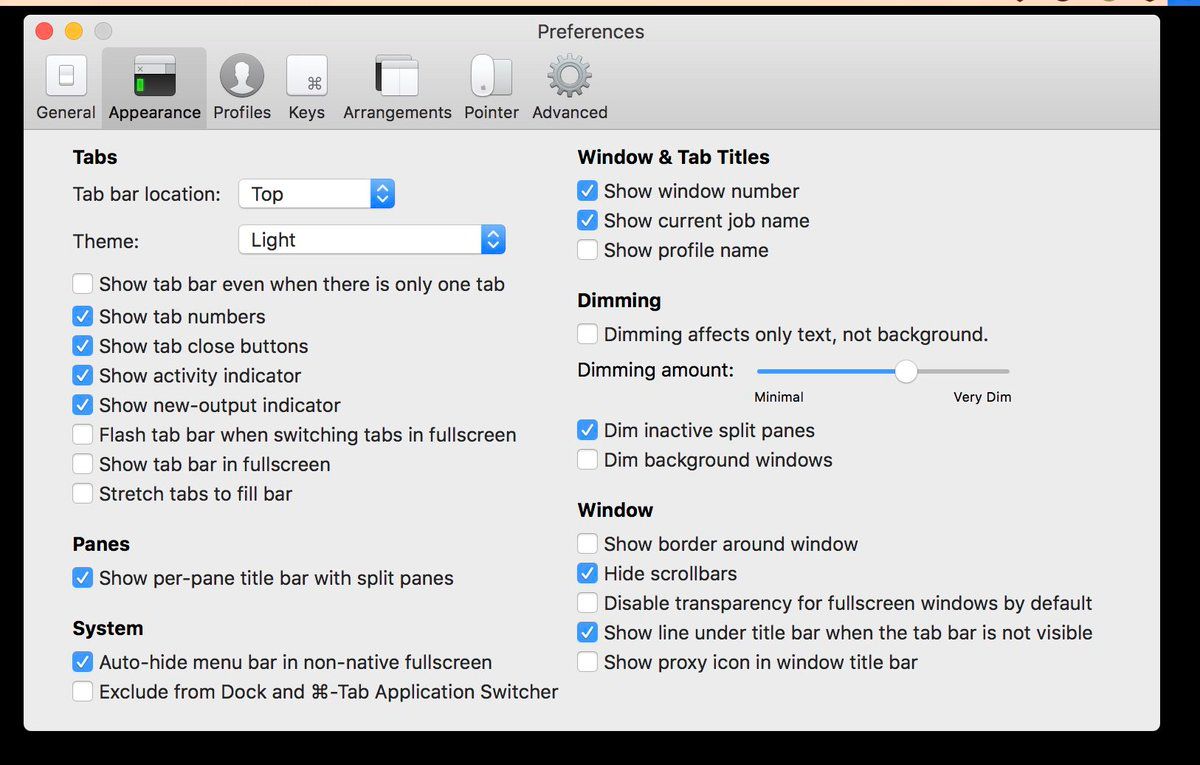 Preferences
General
Appearance
Profiles
Keys
Arrangements
Pointer
Advanced
Tabs
Tab bar location: Top
Theme: Light
Show tab bar even when there is only one tab
Show tab numbers
Show tab close buttons
Show activity indicator
Show new-output indicator
Flash tab bar when switching tabs in fullscreen
Show tab bar in fullscreen
Stretch tabs to fill bar
Panes
Show per-pane title bar with split panes
System
Auto-hide menu bar in non-native fullscreen
Exclude from Dock and ⌘-Tab Application Switcher
Window & Tab Titles
Show window number
Show current job name
Show profile name
Dimming
Dimming affects only text, not background.
Dimming amount:
Minimal Very Dim
Dim inactive split panes
Dim background windows
Window
Show border around window
Hide scrollbars
Disable transparency for fullscreen windows by default
Show line under title bar when the tab bar is not visible
Show proxy icon in window title bar